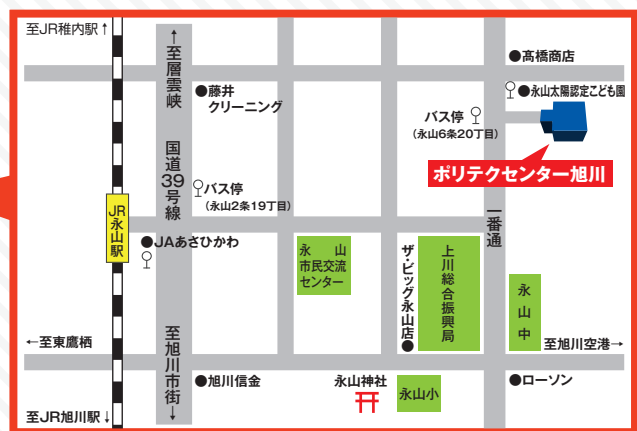 至JR稚内駅↑
←至層雲峡
●髙橋商店
●永山太陽認定こども園
●藤井
クリーニング
バス停
(永山6条20丁目)
ポリテクセンター旭川
国道39号線
バス停
(永山2条19丁目)
一番通
JR永山駅
●JAあさひかわ
永山
市民交流
センター
ザ・ビッグ永山店●
上川総合振興局
永山中
←至東鷹栖
至旭川空港→
至旭川市街→
●旭川信金
永山神社
永山小
●ローソン
至JR旭川駅↓